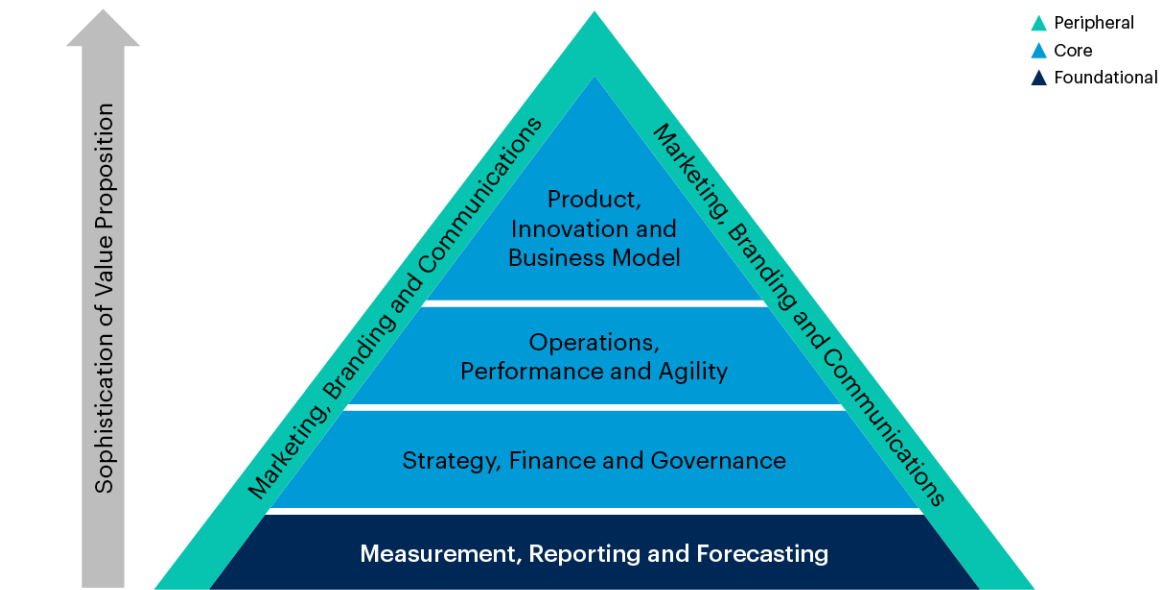 Peripheral
Core
Foundational
Sophistication of Value Proposition
Marketing, Branding and Communications
Marketing, Branding and Communications
Product,
Innovation and
Business Model
Operations,
Performance and Agility
Strategy, Finance and Governance
Measurement, Reporting and Forecasting